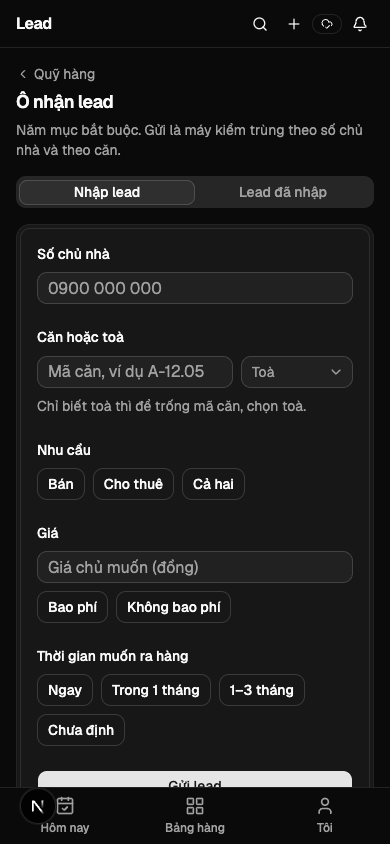 Lead
Quỹ hàng
Ô nhận lead
Năm mục bắt buộc. Gửi là máy kiểm trùng theo số chủ
nhà và theo căn.
Nhập lead
Lead đã nhập
Số chủ nhà
0900 000 000
Căn hoặc toà
Mã căn, ví dụ A-12.05
Toà
Chỉ biết toà thì để trống mã căn, chọn toà.
Nhu cầu
Bán
Cho thuê
Cả hai
Giá
Giá chủ muốn (đồng)
Bao phí
Không bao phí
Thời gian muốn ra hàng
Ngay
Trong 1 tháng
1–3 tháng
Chưa định
Gửi lead
N
Hôm nay
Bảng hàng
Tôi